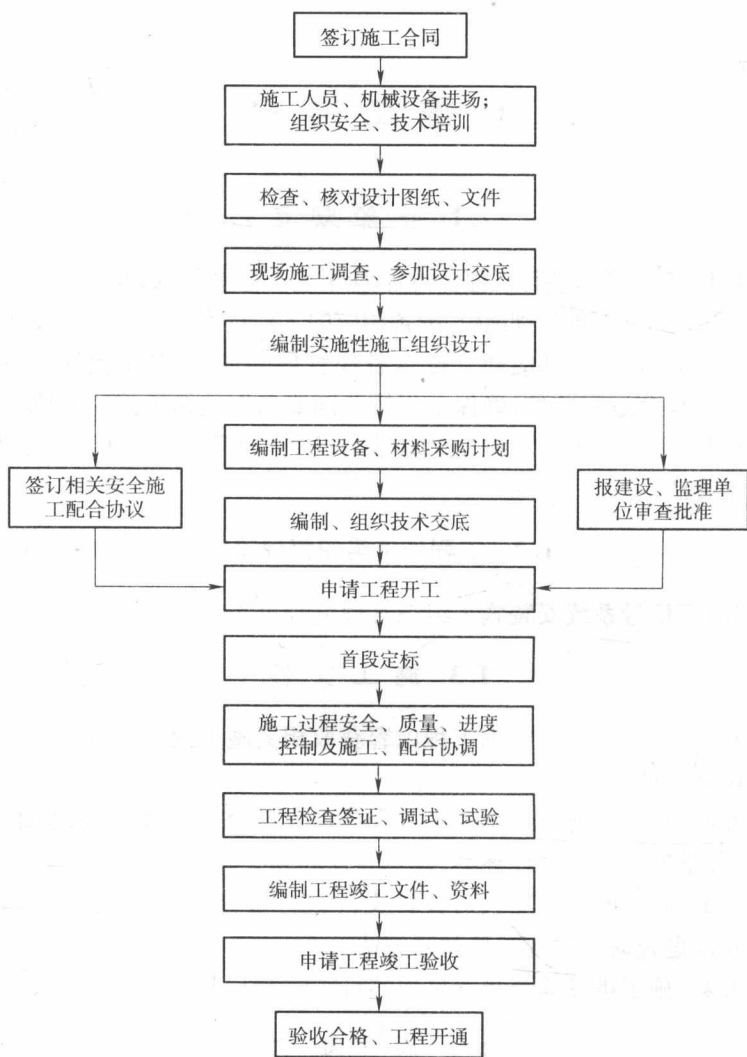 签订施工合同
施工人员、机械设备进场；
组织安全、技术培训
检查、核对设计图纸、文件
现场施工调查、参加设计交底
编制实施性施工组织设计
编制工程设备、材料采购计划
签订相关安全施
工配合协议
报建设、监理单
位审查批准
编制、组织技术交底
申请工程开工
首段定标
施工过程安全、质量、进度
控制及施工、配合协调
工程检查签证、调试、试验
编制工程竣工文件、资料
申请工程竣工验收
验收合格、工程开通